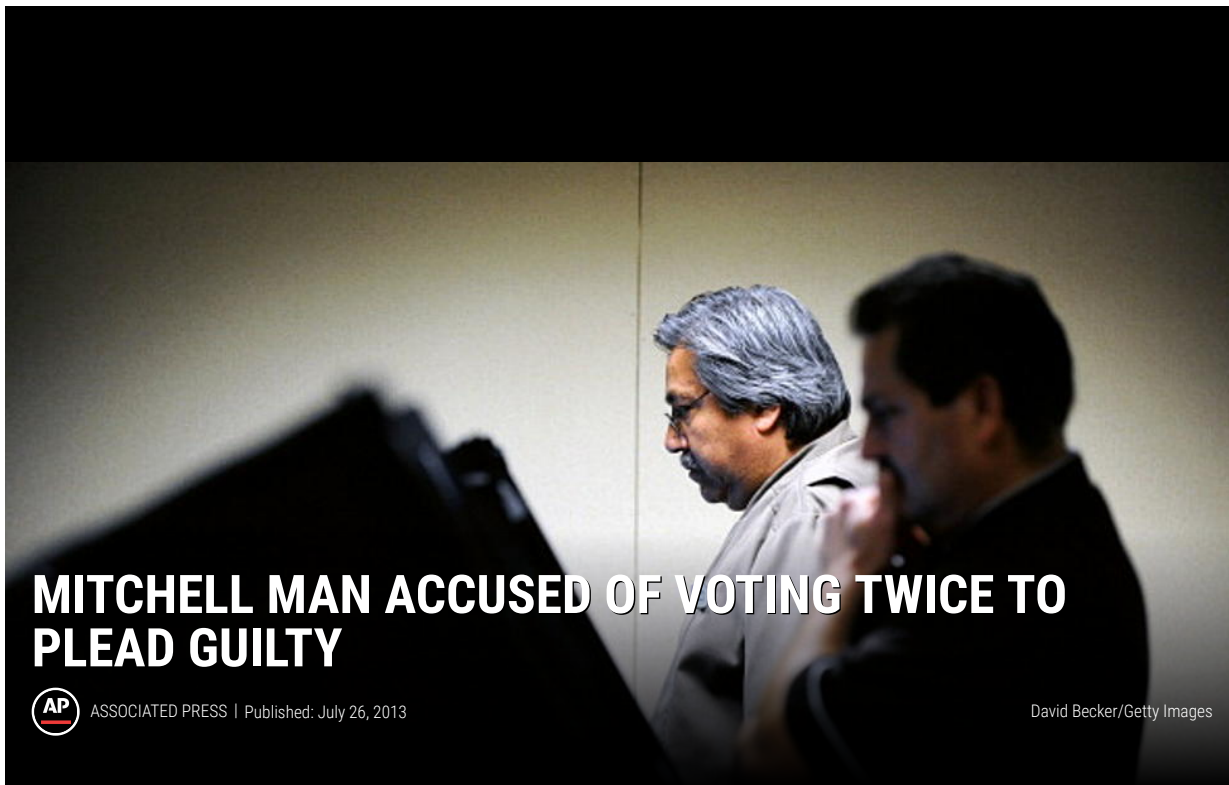 MITCHELL MAN ACCUSED OF VOTING TWICE TO
PLEAD GUILTY
AP
ASSOCIATED PRESS | Published: July 26, 2013
David Becker/Getty Images